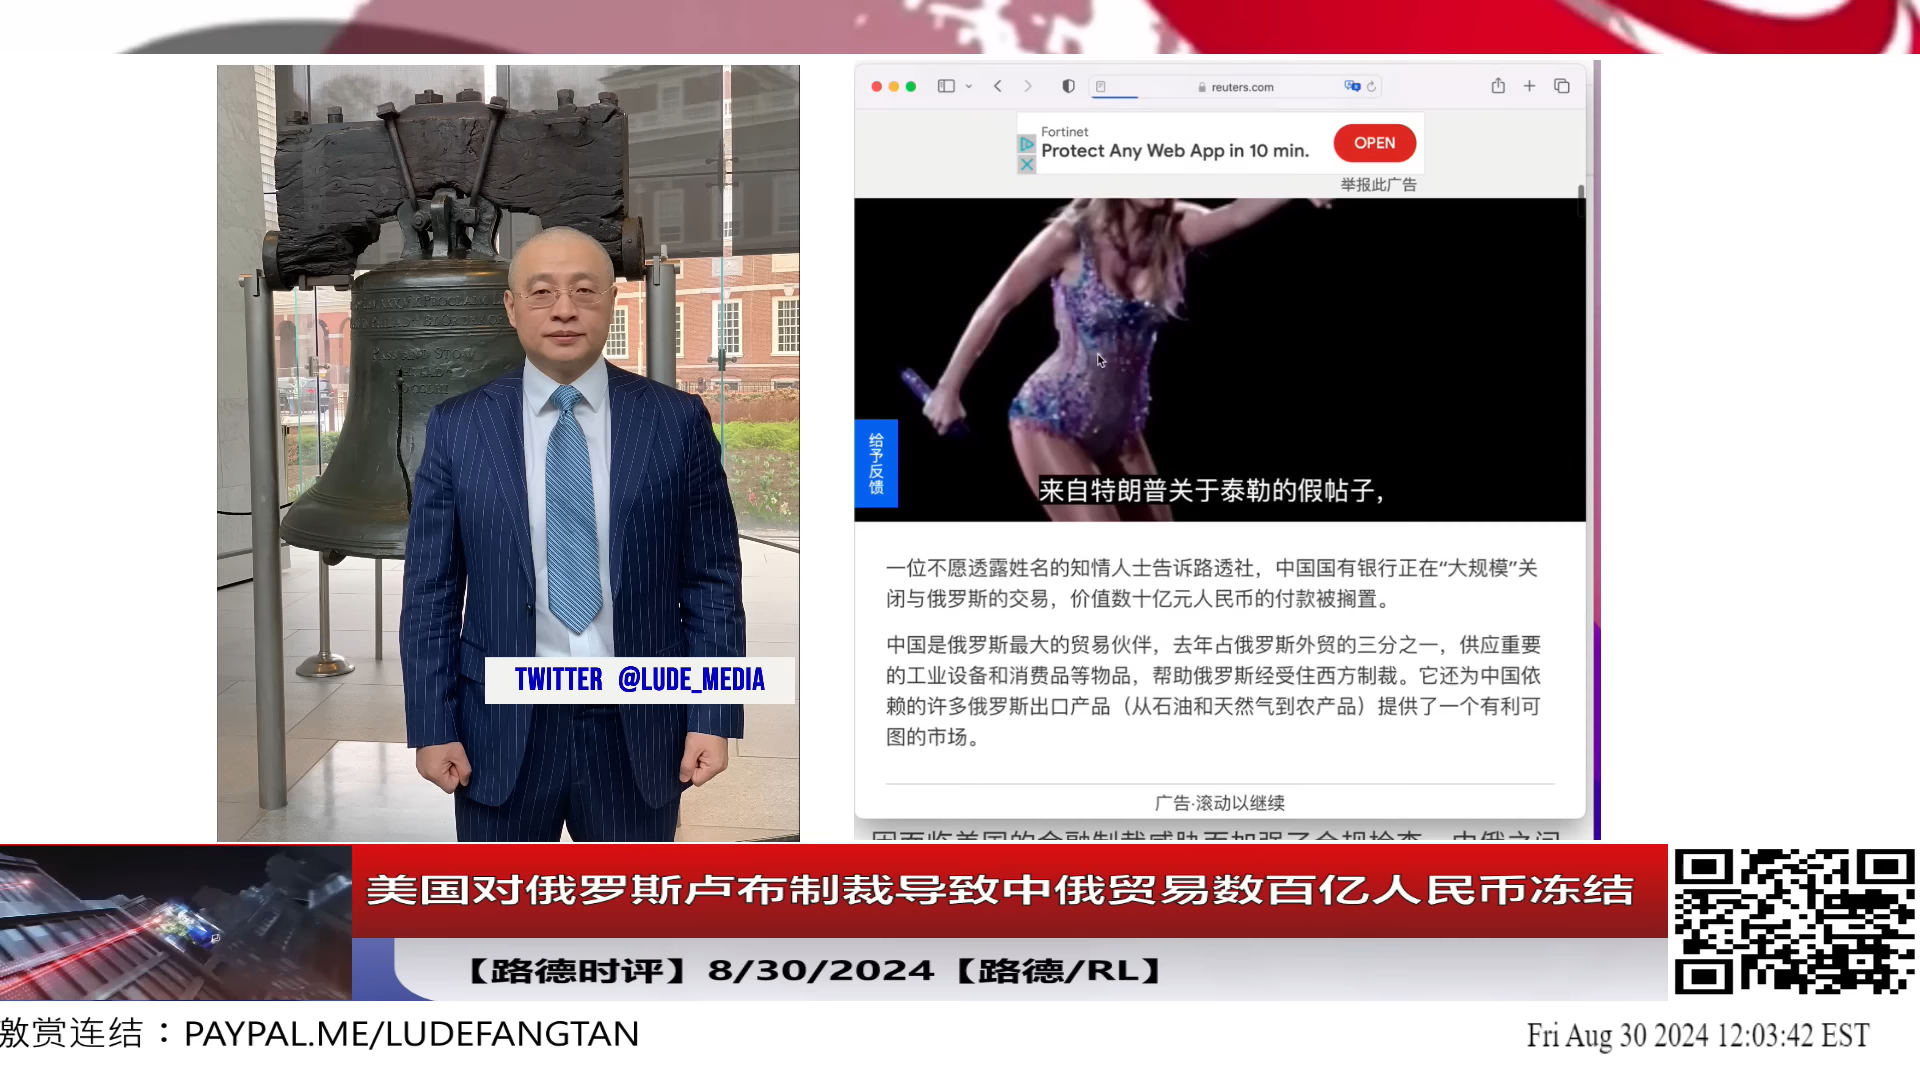 reuters.com
Fortinet
Protect Any Web App in 10 min.
OPEN
举报此广告
给予反馈
来自特朗普关于泰勒的假帖子，
一位不愿透露姓名的知情人士告诉路透社，中国国有银行正在“大规模”关
闭与俄罗斯的交易，价值数十亿元人民币的付款被搁置。
中国是俄罗斯最大的贸易伙伴，去年占俄罗斯外贸的三分之一，供应重要
的工业设备和消费品等物品，帮助俄罗斯经受住西方制裁。它还为中国依
赖的许多俄罗斯出口产品（从石油和天然气到农产品）提供了一个有利可
图的市场。
广告·滚动以继续
PASS AND STOW
TWITTER @LUDE_MEDIA
美国对俄罗斯卢布制裁导致中俄贸易数百亿人民币冻结
【路德时评】8/30/2024【路德/RL】
激赏连结：PAYPAL.ME/LUDEFANGTAN
Fri Aug 30 2024 12:03:42 EST